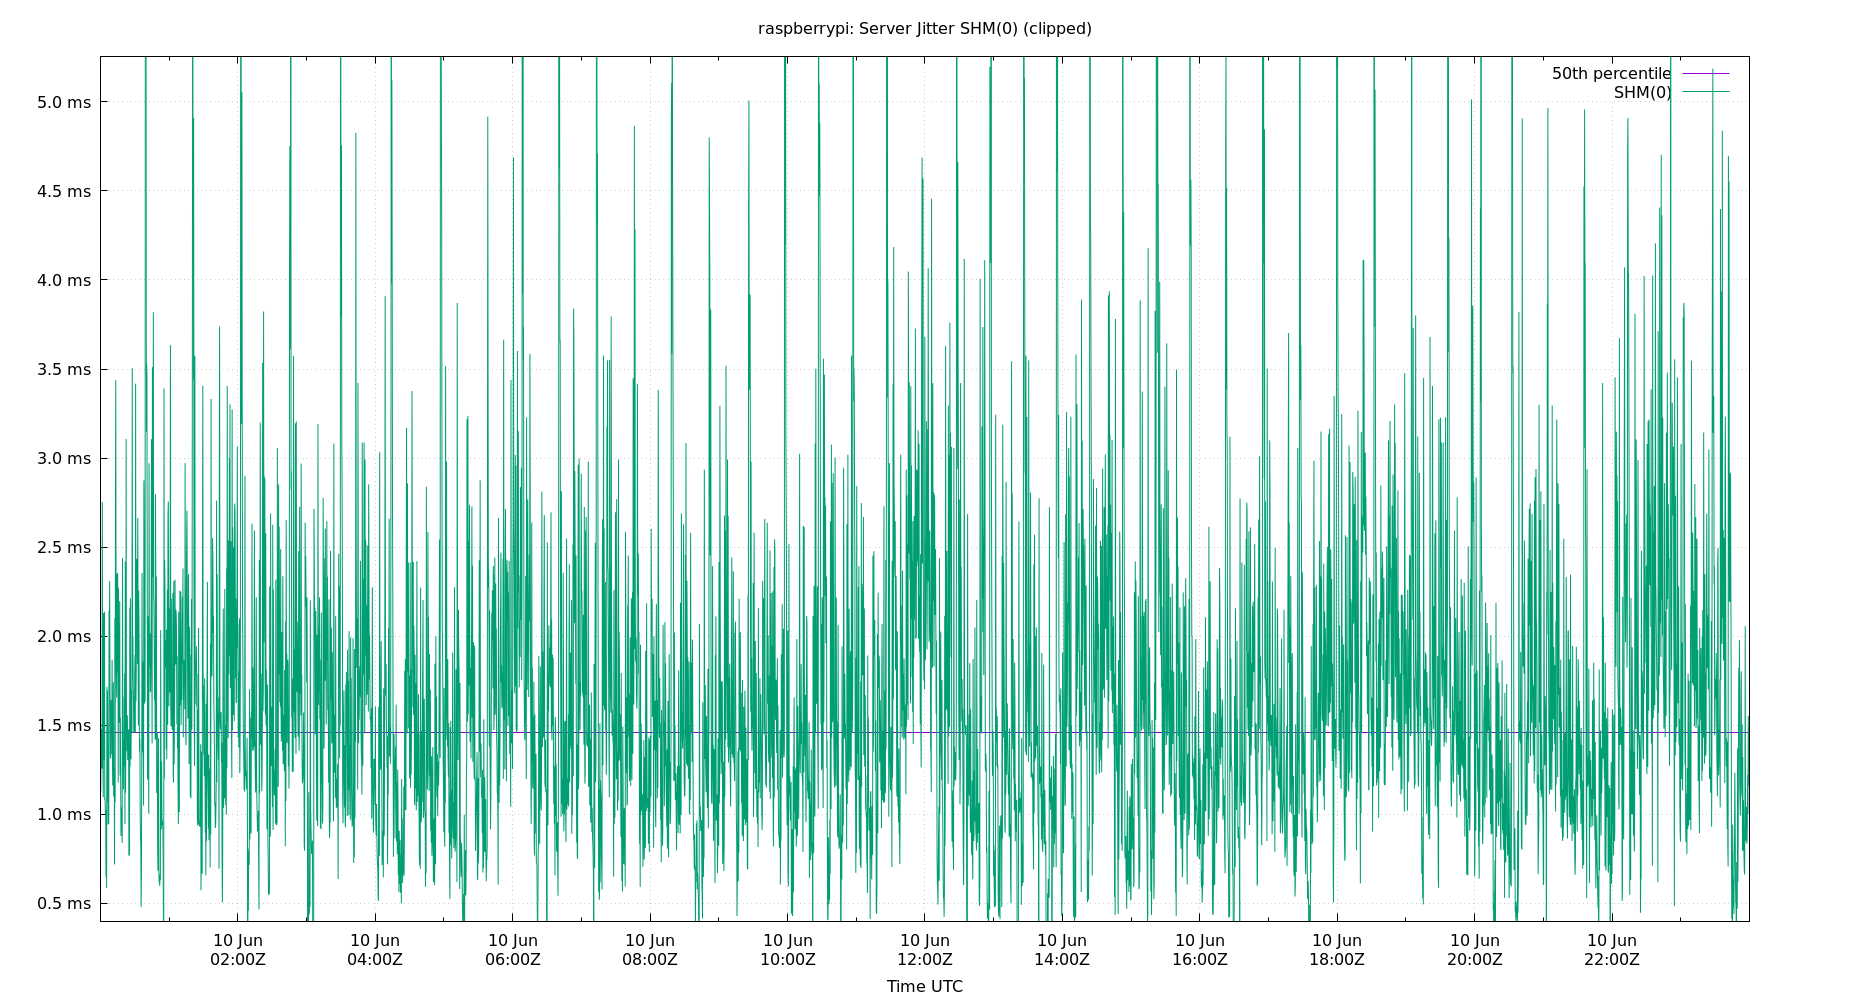 raspberrypi: Server Jitter SHM(0) (clipped)
50th percentile
SHM(0)
5.0 ms
4.5 ms
4.0 ms
3.5 ms
3.0 ms
2.5 ms
2.0 ms
1.5 ms
1.0 ms
0.5 ms
10 Jun 10 Jun 10 Jun 10 Jun 10 Jun 10 Jun 10 Jun 10 Jun 10 Jun 10 Jun 10 Jun
02:00Z 04:00Z 06:00Z 08:00Z 10:00Z 12:00Z 14:00Z 16:00Z 18:00Z 20:00Z 22:00Z
Time UTC